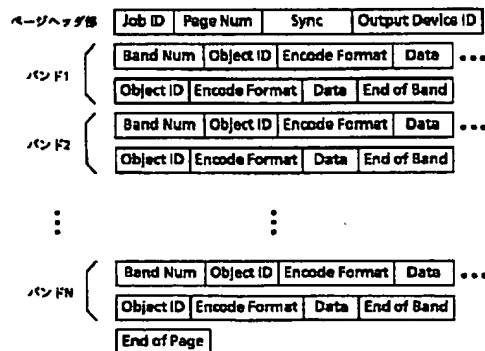 ページヘッダ部 Job ID Page Num Sync Output Device ID
バンド1 Band Num Object ID Encode Format Data •••
Object ID Encode Format Data End of Band
バンド2 Band Num Object ID Encode Format Data •••
Object ID Encode Format Data End of Band
バンドN Band Num Object ID Encode Format Data •••
Object ID Encode Format Data End of Band
End of Page